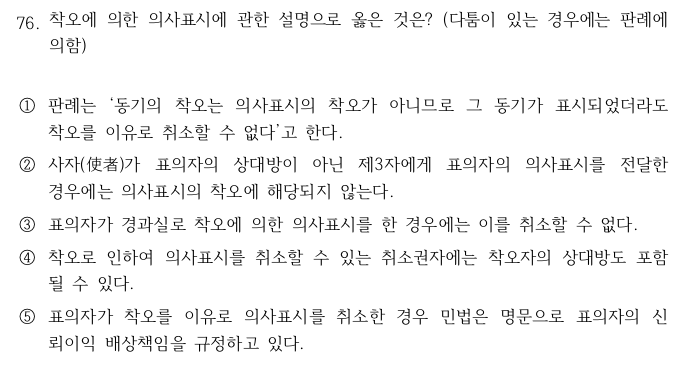 76. 착오에 의한 의사표시에 관한 설명으로 옳은 것은? (다툼이 있는 경우에는 판례에
의함)
① 판례는 ‘동기의 착오는 의사표시의 착오가 아니므로 그 동기가 표시되었더라도
착오를 이유로 취소할 수 없다’고 한다.
② 사자(使者)가 표의자의 상대방이 아닌 제3자에게 표의자의 의사표시를 전달한
경우에는 의사표시의 착오에 해당되지 않는다.
③ 표의자가 경과실로 착오에 의한 의사표시를 한 경우에는 이를 취소할 수 없다.
④ 착오로 인하여 의사표시를 취소할 수 있는 취소권자에는 착오자의 상대방도 포함
될 수 있다.
⑤ 표의자가 착오를 이유로 의사표시를 취소한 경우 민법은 명문으로 표의자의 신
뢰이익 배상책임을 규정하고 있다.